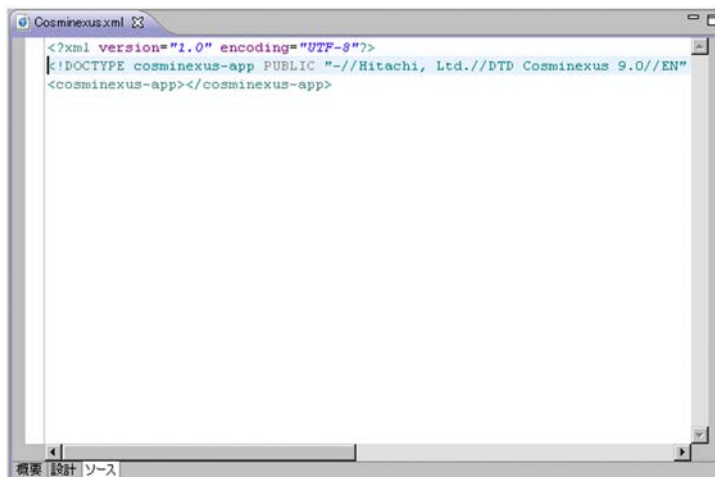 Cosminexus.xml
<?xml version="1.0" encoding="UTF-8"?>
<!DOCTYPE cosminexus-app PUBLIC "-//Hitachi, Ltd.//DTD Cosminexus 9.0//EN"
<cosminexus-app></cosminexus-app>
概要 設計 ソース